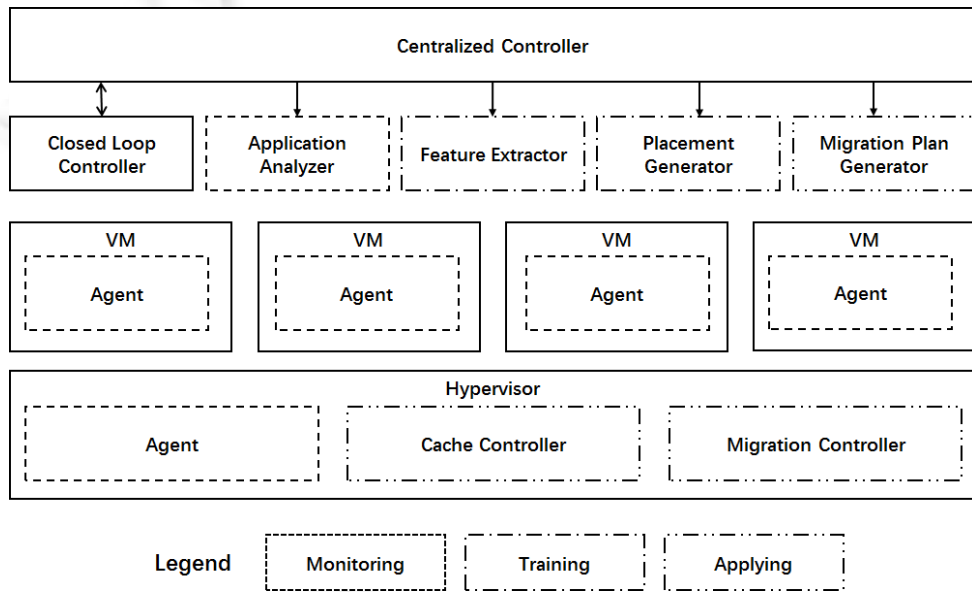 Centralized Controller
Closed Loop
Controller
Application
Analyzer
Feature Extractor
Placement
Generator
Migration Plan
Generator
VM
Agent
VM
Agent
VM
Agent
VM
Agent
Hypervisor
Agent
Cache Controller
Migration Controller
Legend
Monitoring
Training
Applying